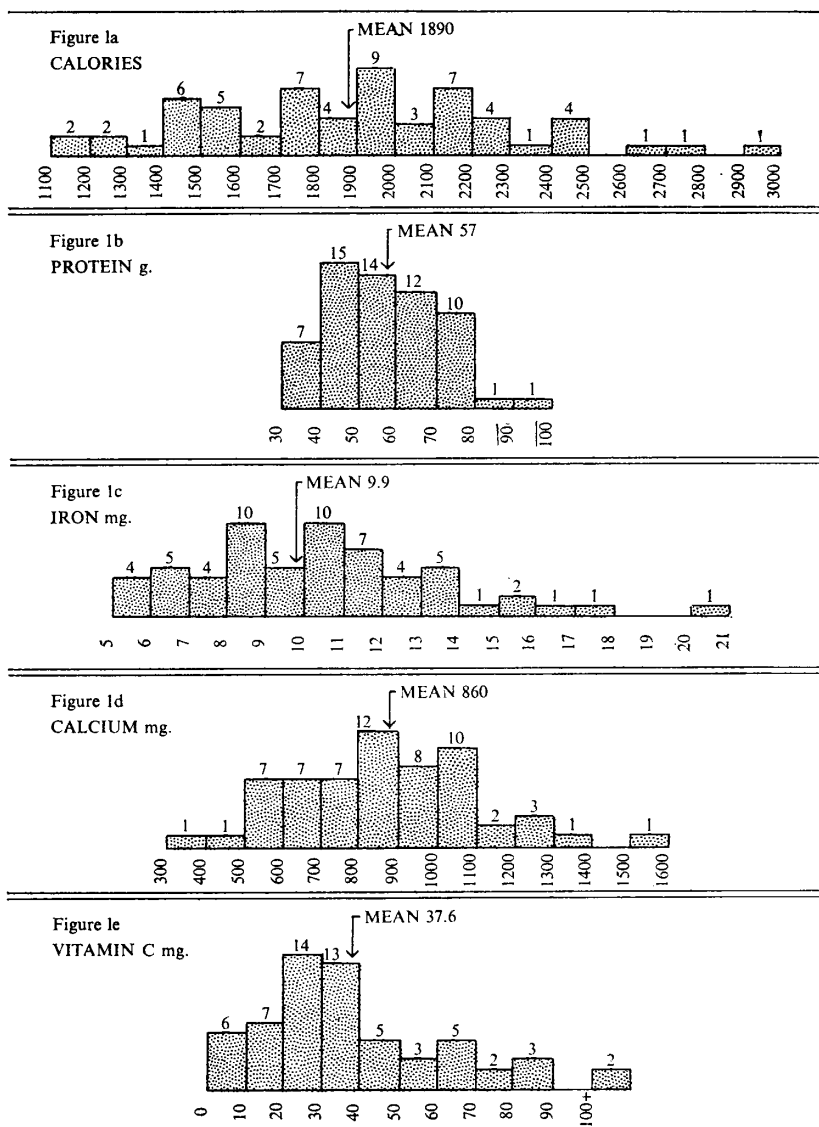 Figure 1a
MEAN 1890
CALORIES
2 2 1 6 5 2 7 4 9 3 7 4 1 4 1 1 1
1100 1200 1300 1400 1500 1600 1700 1800 1900 2000 2100 2200 2300 2400 2500 2600 2700 2800 2900 3000
Figure 1b
MEAN 57
PROTEIN g.
7 15 14 12 10 1 1
30 40 50 60 70 80 90 100
Figure 1c
MEAN 9.9
IRON mg.
4 5 4 10 5 10 7 4 5 1 2 1 1 1
5 6 7 8 9 10 11 12 13 14 15 16 17 18 19 20 21
Figure 1d
MEAN 860
CALCIUM mg.
1 1 7 7 7 12 8 10 2 3 1 1
300 400 500 600 700 800 900 1000 1100 1200 1300 1400 1500 1600
Figure 1e
MEAN 37.6
VITAMIN C mg.
6 7 14 13 5 3 5 2 3 2
0 10 20 30 40 50 60 70 80 90 100+